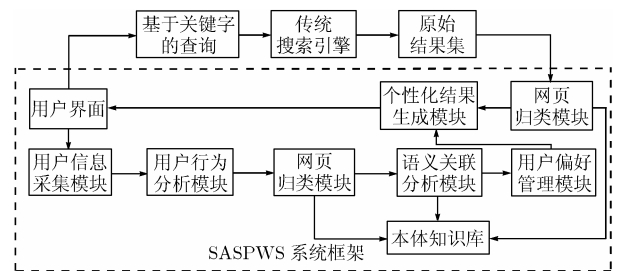 基于关键字
的查询
传统
搜索引擎
原始
结果集
用户界面
个性化结果
生成模块
网页
归类模块
用户信息
采集模块
用户行为
分析模块
网页
归类模块
语义关联
分析模块
用户偏好
管理模块
本体知识库
SASPWS 系统框架